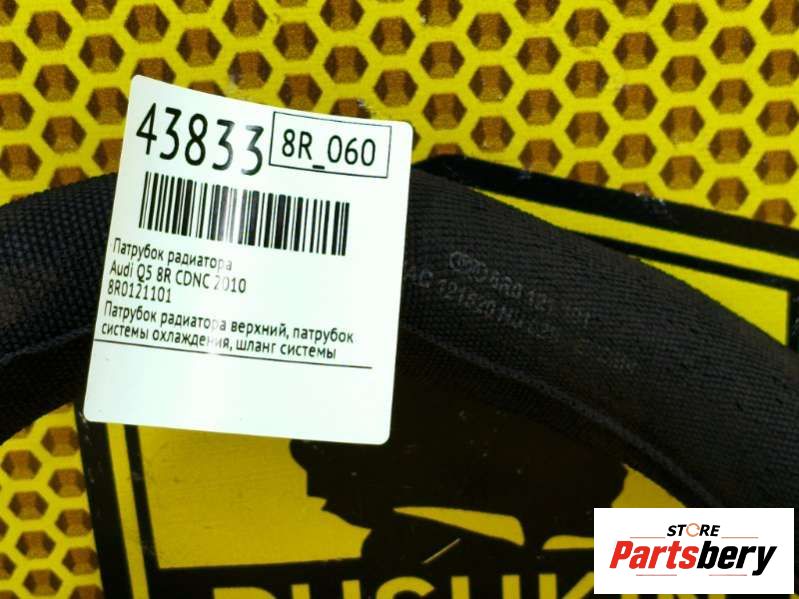 43833
8R_060
Патрубок радиатора
Audi Q5 8R CDNC 2010
8R0121101
Патрубок радиатора верхний, патрубок
системы охлаждения, шланг системы
STORE
Partsbery